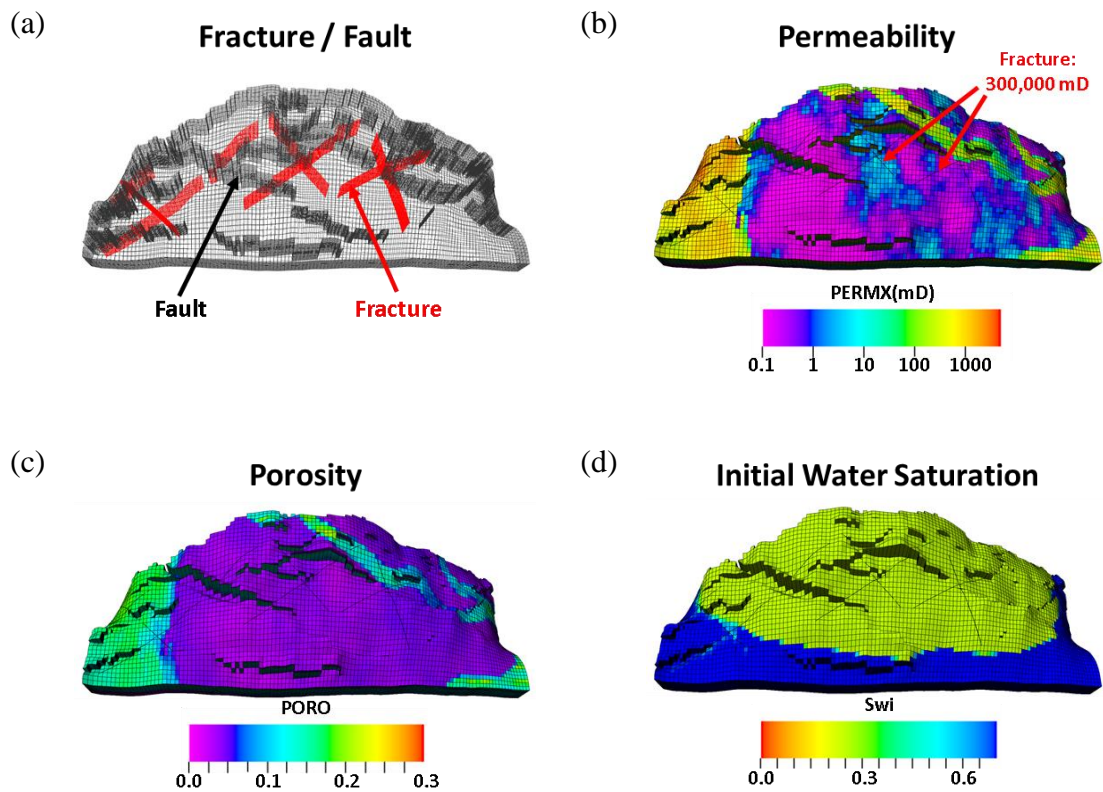 (a)
Fracture / Fault
Fault
Fracture
(b)
Permeability
Fracture:
300,000 mD
PERMX(mD)
0.1 1 10 100 1000
(c)
Porosity
PORO
0.0 0.1 0.2 0.3
(d)
Initial Water Saturation
Swi
0.0 0.3 0.6